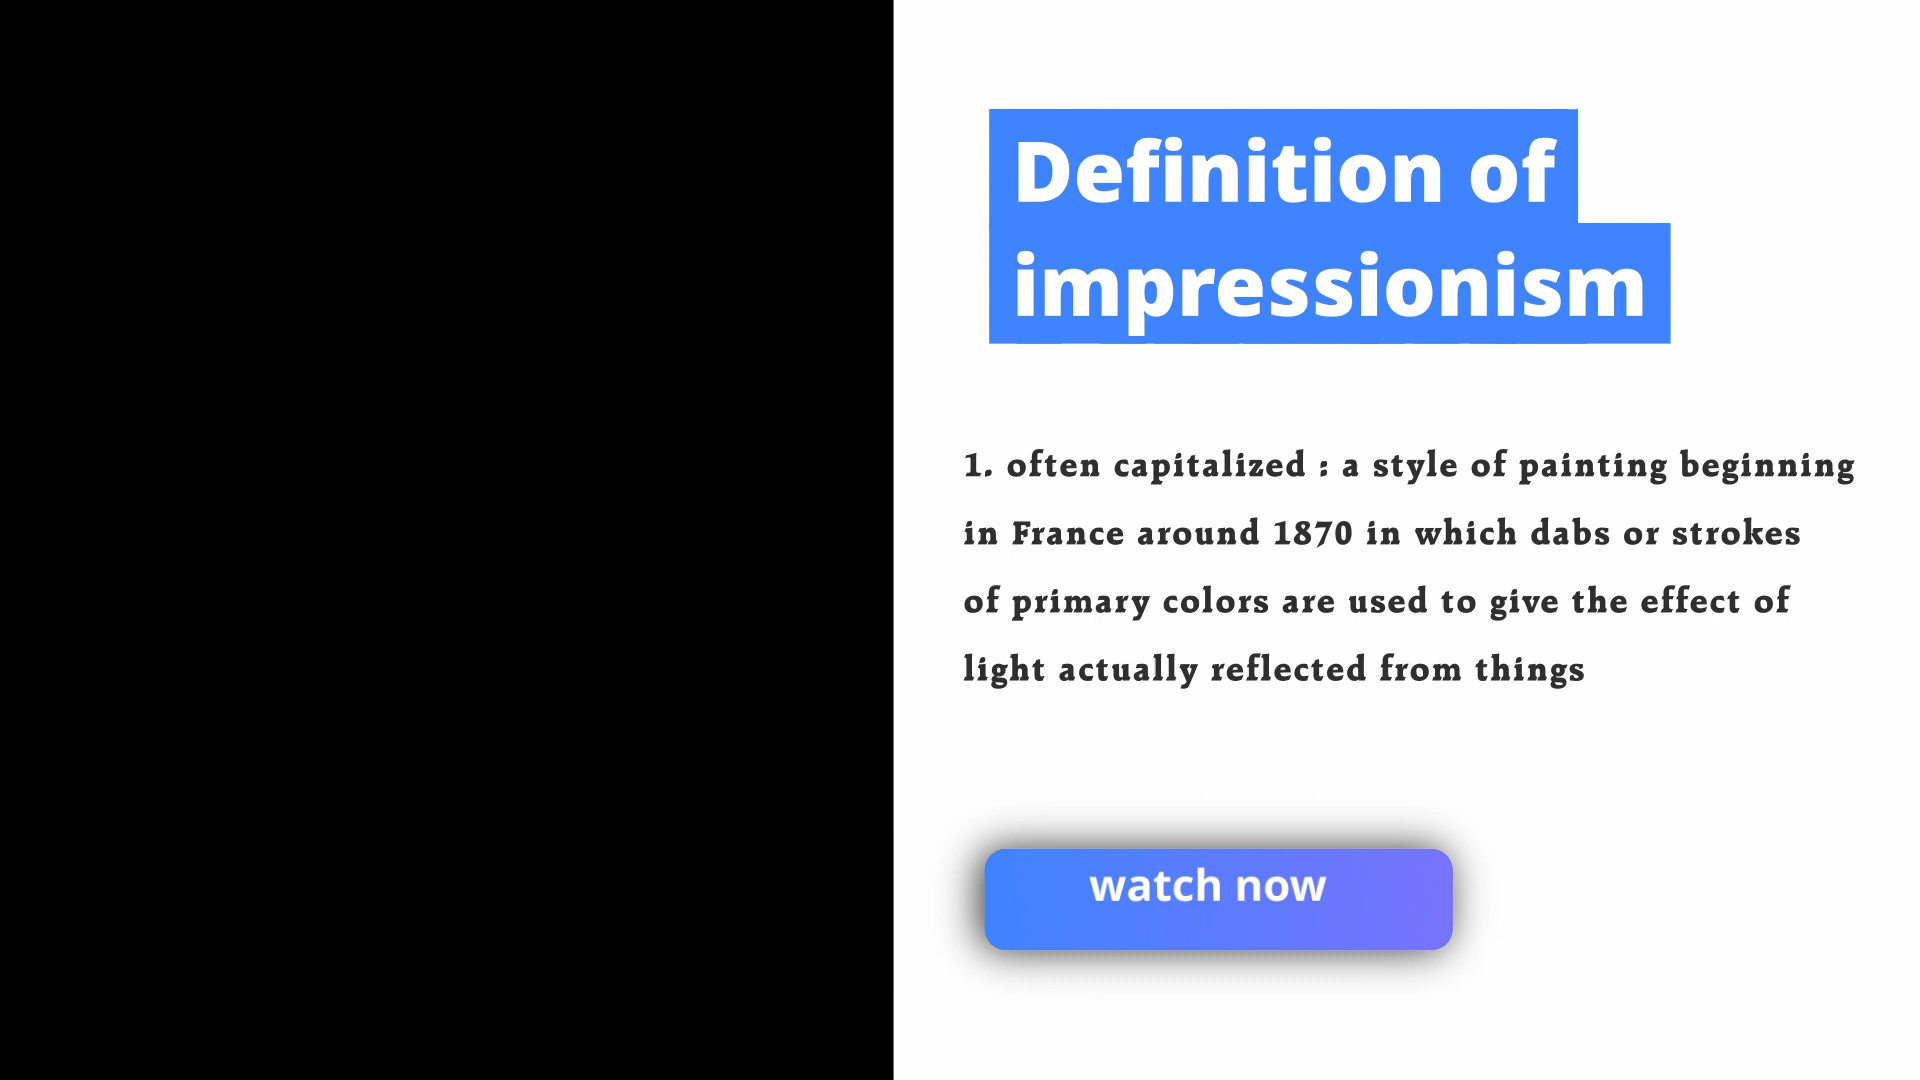 Definition of
impressionism
1. often capitalized : a style of painting beginning
in France around 1870 in which dabs or strokes
of primary colors are used to give the effect of
light actually reflected from things
watch now